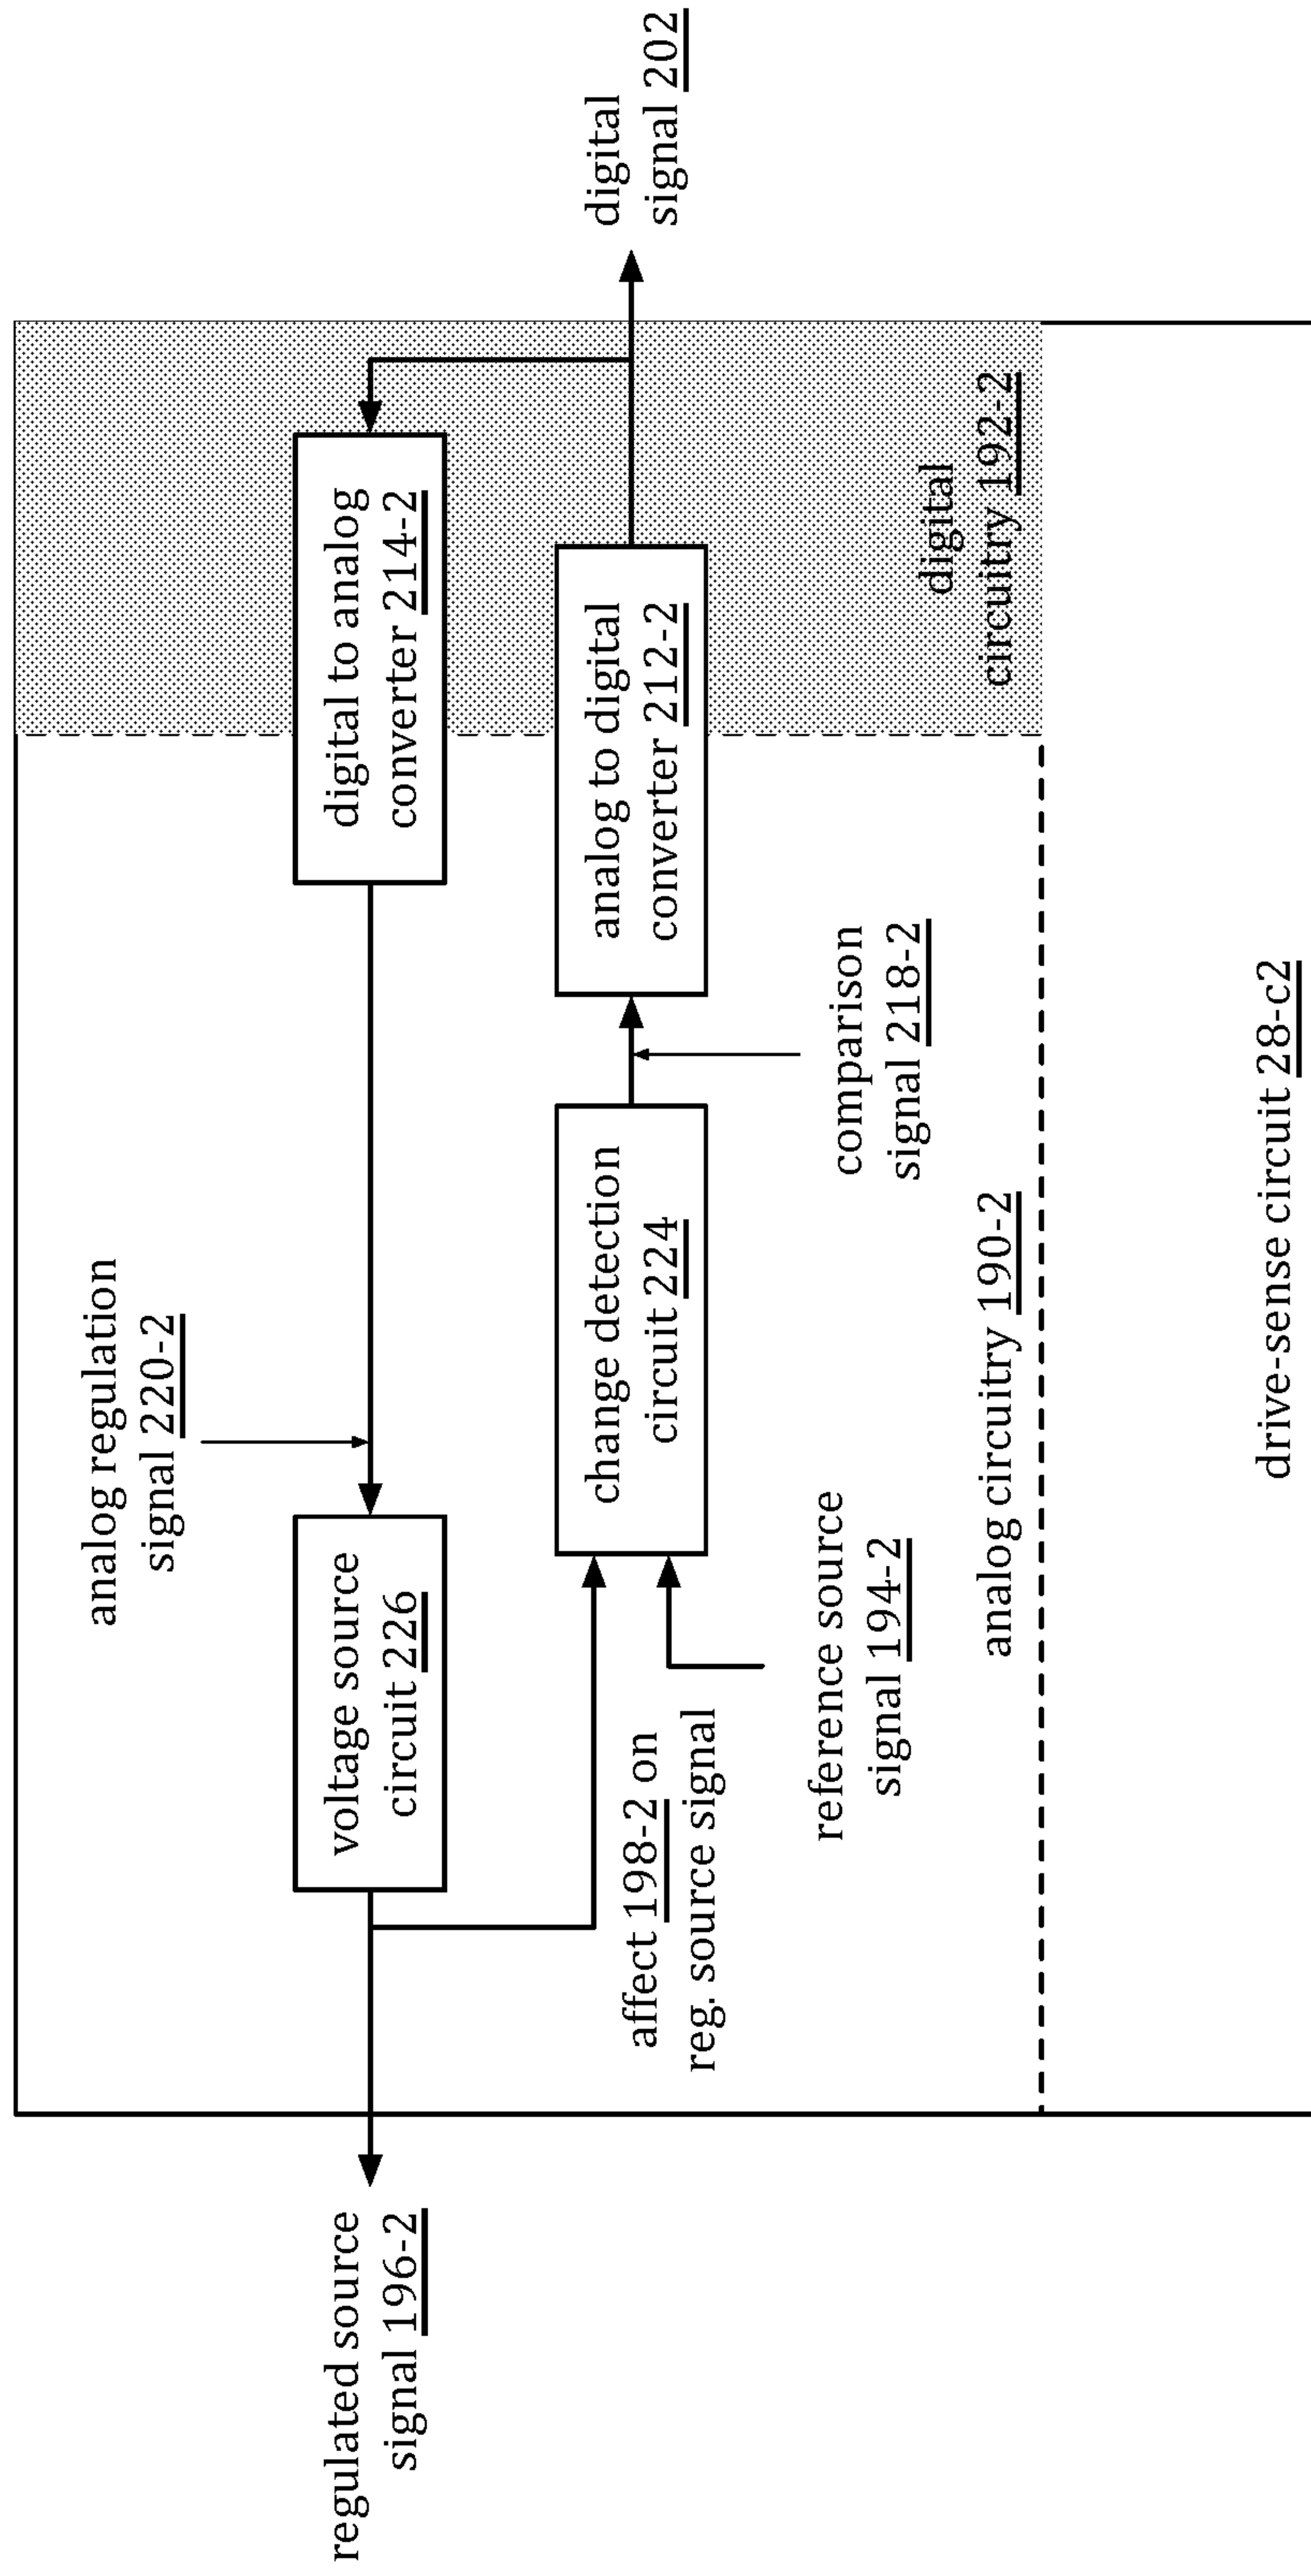 analog regulation
signal 220-2
regulated source
signal 196-2
voltage source
circuit 226
digital to analog
converter 214-2
affect 198-2 on
reg. source signal
change detection
circuit 224
analog to digital
converter 212-2
digital
signal 202
reference source
signal 194-2
comparison
signal 218-2
analog circuitry 190-2
digital
circuitry 192-2
drive-sense circuit 28-c2